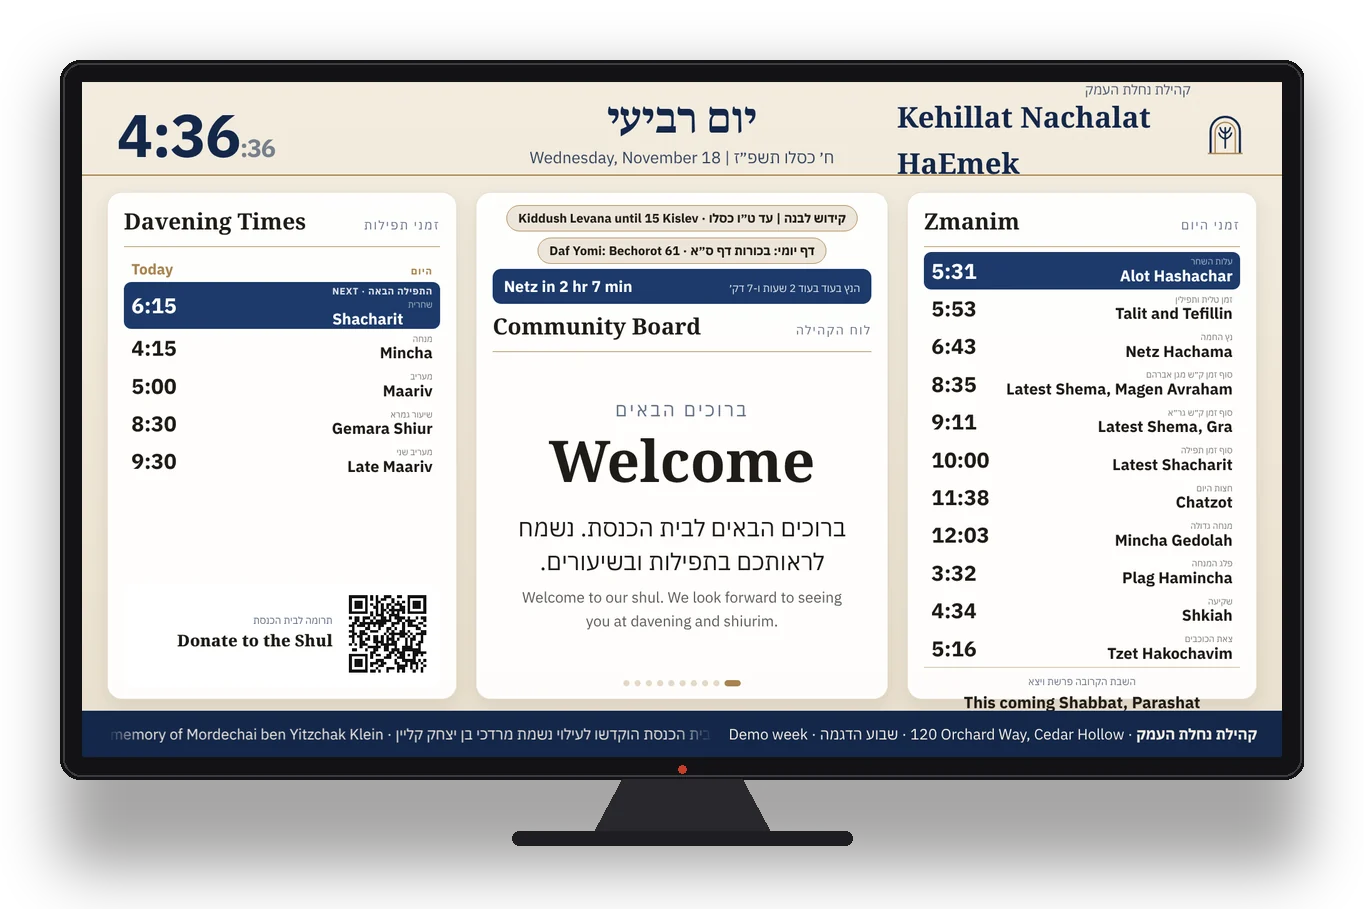 4:36:36
יום רביעי
Wednesday, November 18 | ח׳ כסלו תשפ״ז
קהילת נחלת העמק
Kehillat Nachalat
HaEmek
Davening Times
זמני תפילות
Today
היום
NEXT · התפילה הבאה
שחרית
6:15
Shacharit
מנחה
4:15
Mincha
מעריב
5:00
Maariv
שיעור גמרא
8:30
Gemara Shiur
מעריב שני
9:30
Late Maariv
תרומה לבית הכנסת
Donate to the Shul
Kiddush Levana until 15 Kislev · קידוש לבנה | עד ט״ו כסלו
Daf Yomi: Bechorot 61 · דף יומי: בכורות דף ס״א
Netz in 2 hr 7 min
הנץ בעוד בעוד 2 שעות ו-7 דק׳
Community Board
לוח הקהילה
ברוכים הבאים
Welcome
ברוכים הבאים לבית הכנסת. נשמח
לראותכם בתפילות ובשיעורים.
Welcome to our shul. We look forward to seeing
you at davening and shiurim.
Zmanim
זמני היום
עלות השחר
5:31
Alot Hashachar
זמן טלית ותפילין
5:53
Talit and Tefillin
נץ החמה
6:43
Netz Hachama
סוף זמן ק״ש מגן אברהם
8:35
Latest Shema, Magen Avraham
סוף זמן ק״ש גר״א
9:11
Latest Shema, Gra
סוף זמן תפילה
10:00
Latest Shacharit
חצות היום
11:38
Chatzot
מנחה גדולה
12:03
Mincha Gedolah
פלג המנחה
3:32
Plag Hamincha
שקיעה
4:34
Shkiah
צאת הכוכבים
5:16
Tzet Hakochavim
השבת הקרובה פרשת ויצא
This coming Shabbat, Parashat
memory of Mordechai ben Yitzchak Klein · בית הכנסת הוקדשו לעילוי נשמת מרדכי בן יצחק קליין
Demo week · שבוע הדגמה · 120 Orchard Way, Cedar Hollow · קהילת נחלת העמק